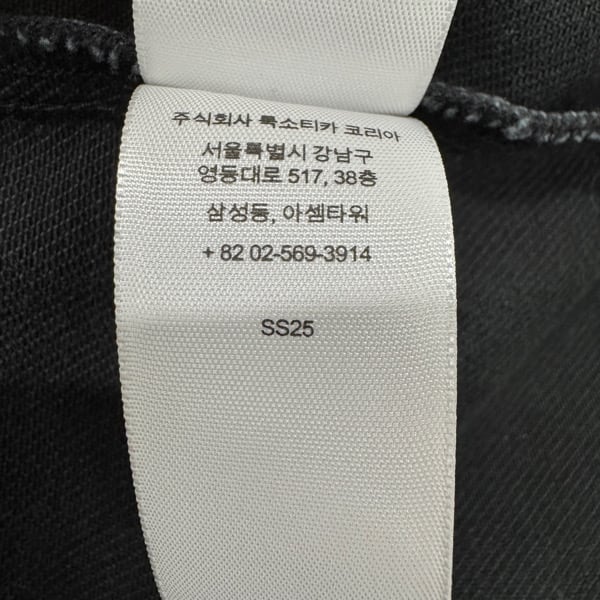 주식회사 룩소티카 코리아
서울특별시 강남구
영동대로 517, 38층
삼성동, 아셈타워
+ 82 02-569-3914
SS25